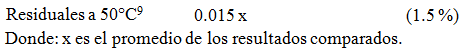 Residuales a 50°C⁹ 0.015 x (1.5 %)
Donde: x es el promedio de los resultados comparados.